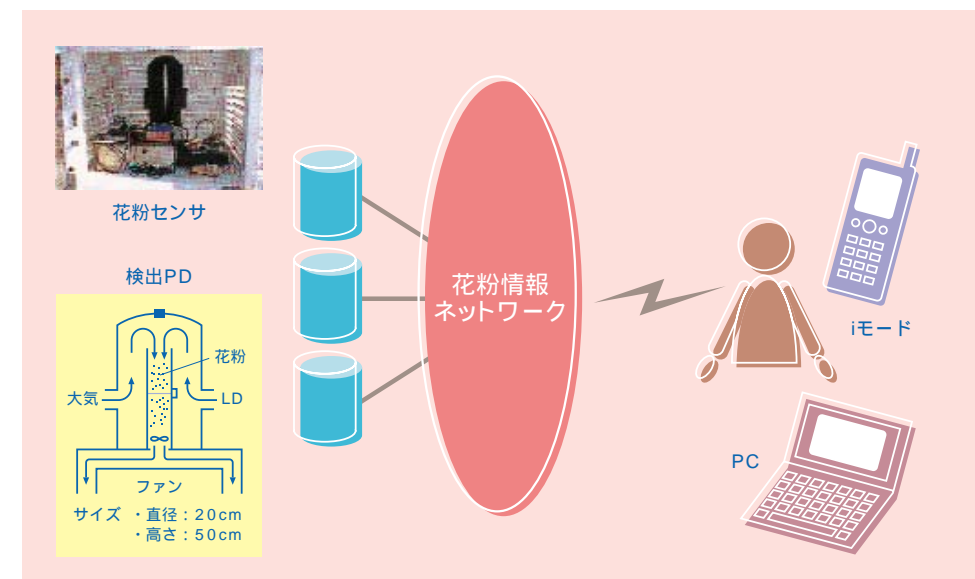 花粉センサ
検出PD
花粉
大気
LD
ファン
サイズ ・直径：20cm
・高さ：50cm
花粉情報
ネットワーク
iモード
PC